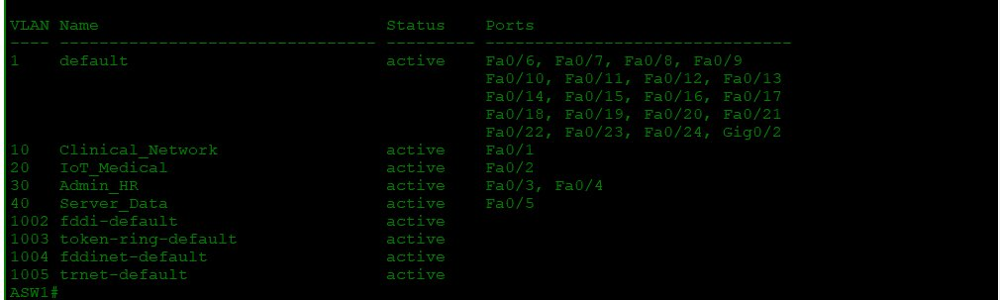 VLAN Name                             Status    Ports
---- -------------------------------- --------- -------------------------------
1    default                          active    Fa0/6, Fa0/7, Fa0/8, Fa0/9
                                                Fa0/10, Fa0/11, Fa0/12, Fa0/13
                                                Fa0/14, Fa0/15, Fa0/16, Fa0/17
                                                Fa0/18, Fa0/19, Fa0/20, Fa0/21
                                                Fa0/22, Fa0/23, Fa0/24, Gig0/2
10   Clinical_Network                 active    Fa0/1
20   IoT_Medical                      active    Fa0/2
30   Admin_HR                         active    Fa0/3, Fa0/4
40   Server_Data                      active    Fa0/5
1002 fddi-default                     active
1003 token-ring-default               active
1004 fddinet-default                  active
1005 trnet-default                    active
ASW1#